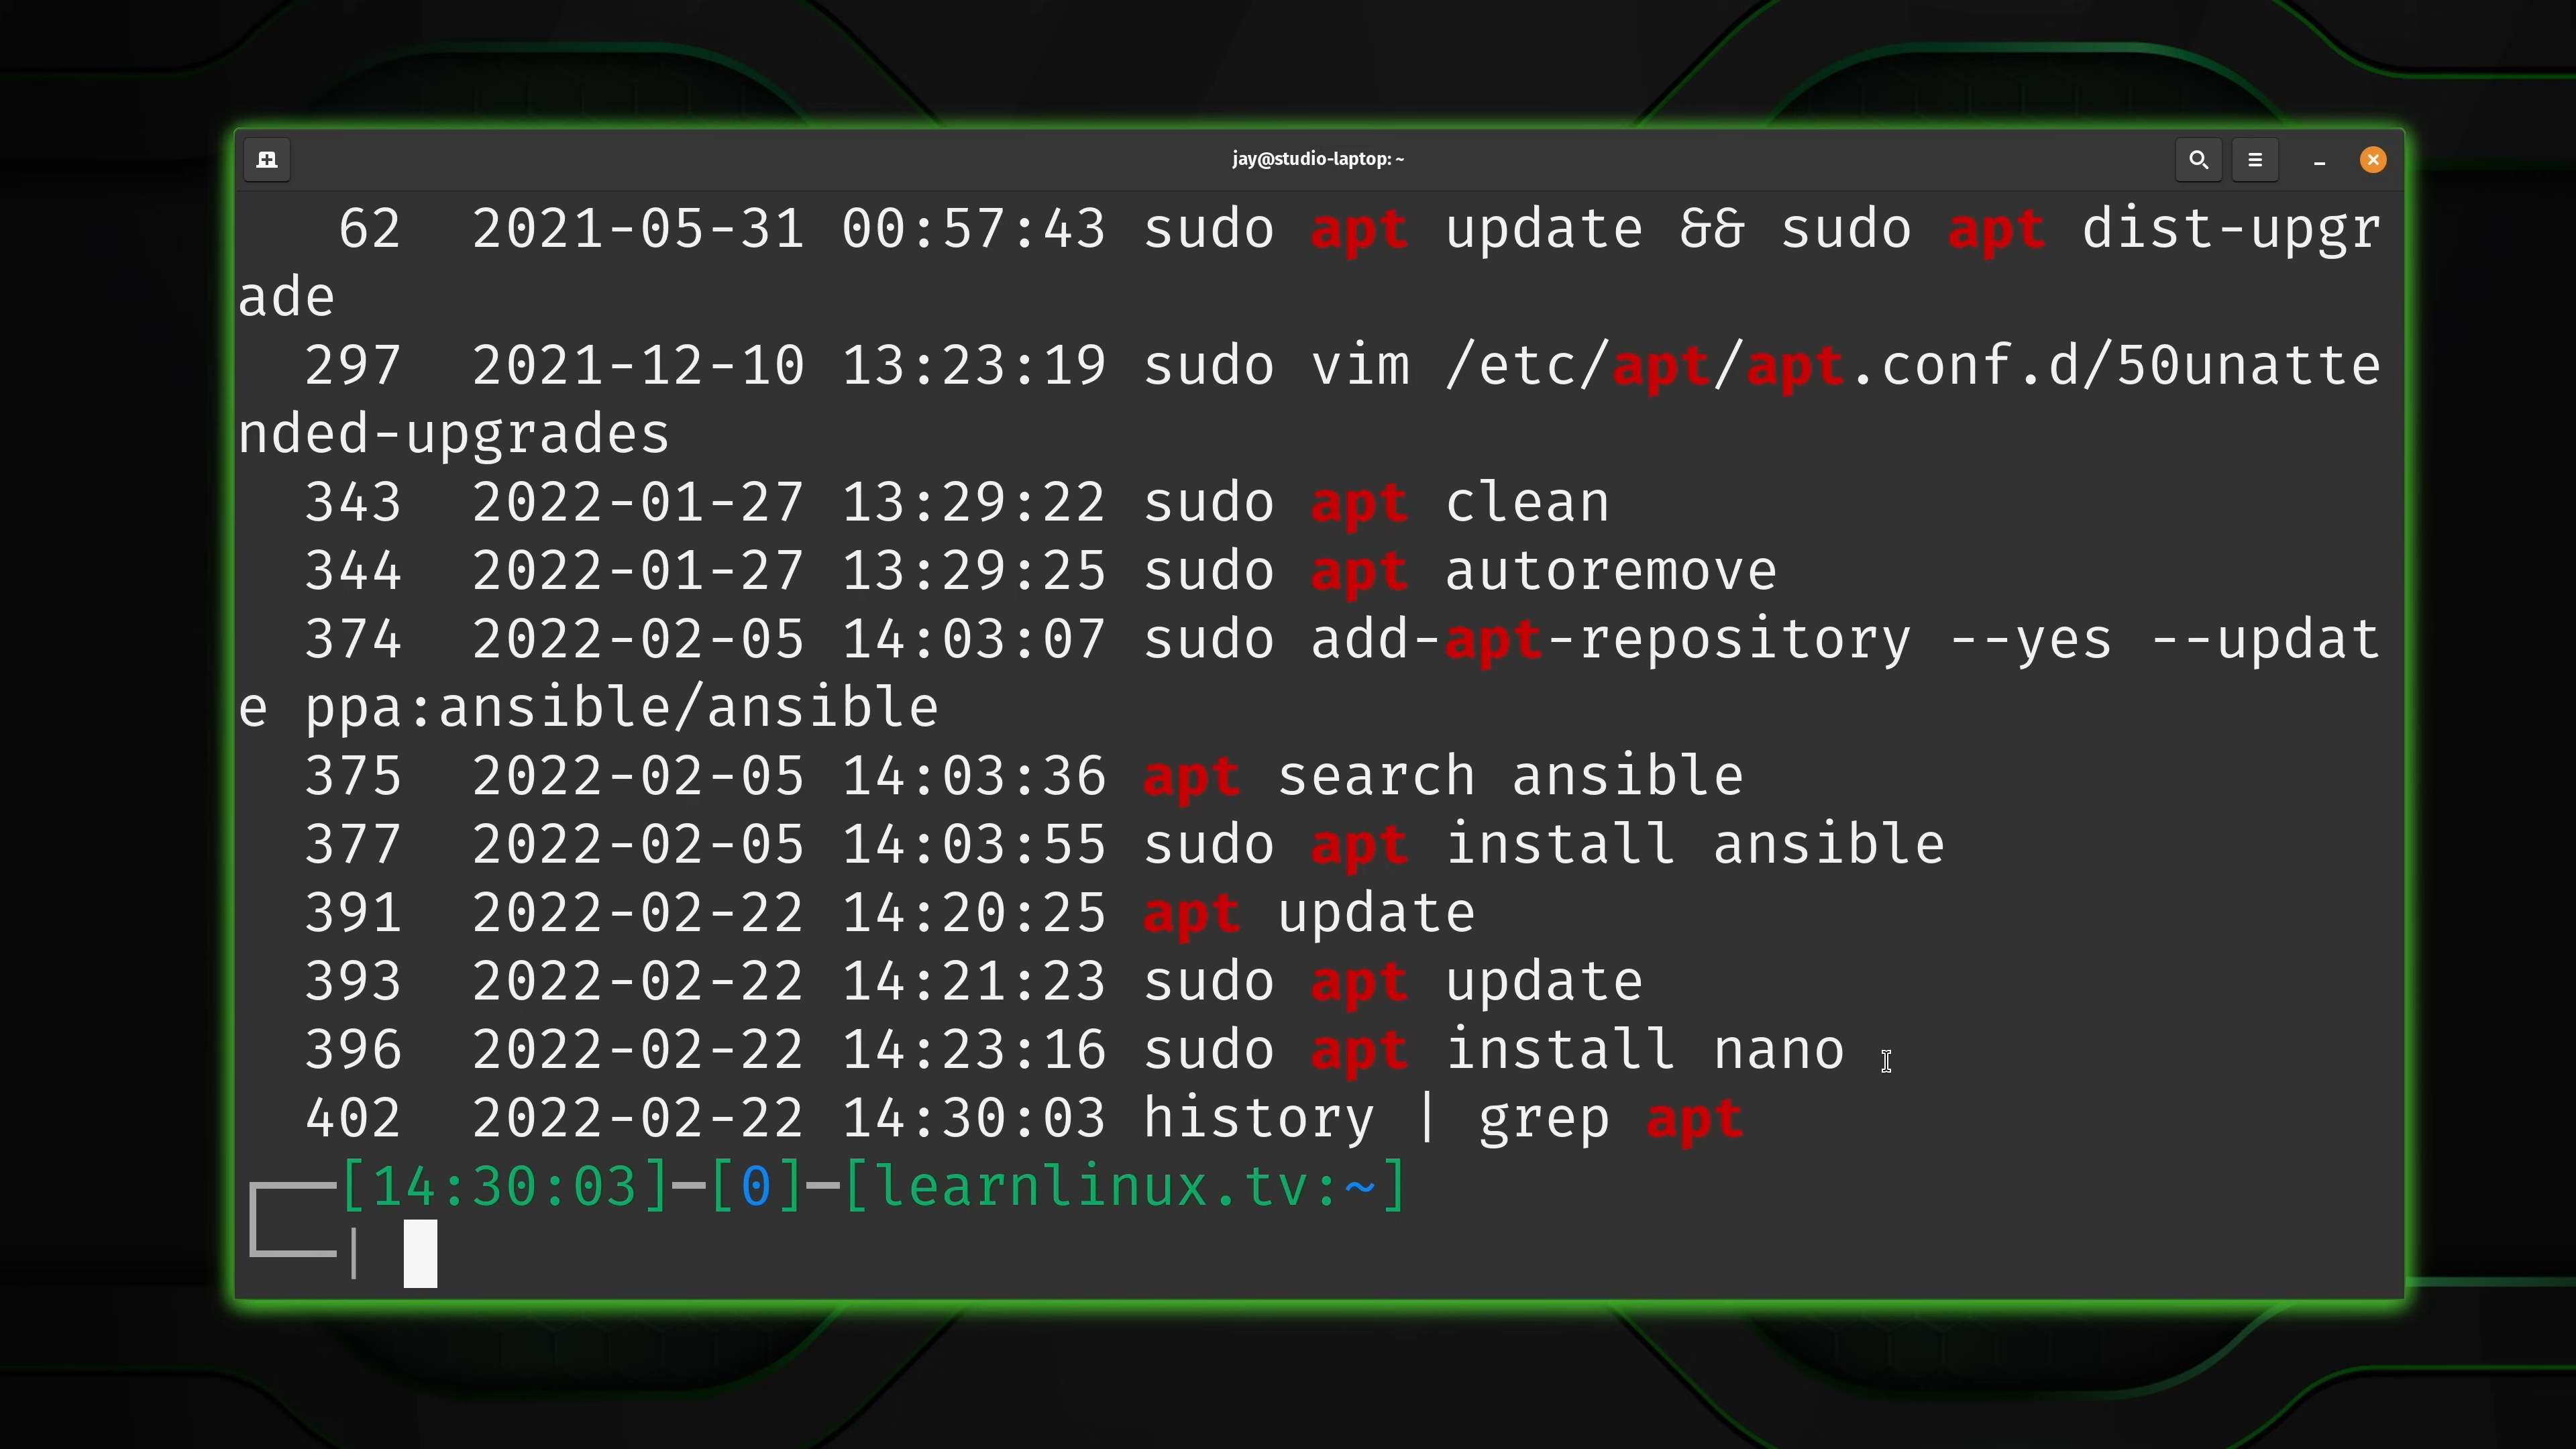 jay@studio-laptop: ~
62 2021-05-31 00:57:43 sudo apt update && sudo apt dist-upgr
ade
297 2021-12-10 13:23:19 sudo vim /etc/apt/apt.conf.d/50unatte
nded-upgrades
343 2022-01-27 13:29:22 sudo apt clean
344 2022-01-27 13:29:25 sudo apt autoremove
374 2022-02-05 14:03:07 sudo add-apt-repository --yes --updat
e ppa:ansible/ansible
375 2022-02-05 14:03:36 apt search ansible
377 2022-02-05 14:03:55 sudo apt install ansible
391 2022-02-22 14:20:25 apt update
393 2022-02-22 14:21:23 sudo apt update
396 2022-02-22 14:23:16 sudo apt install nano
402 2022-02-22 14:30:03 history | grep apt
┌──[14:30:03]─[0]─[learnlinux.tv:~]
└──|